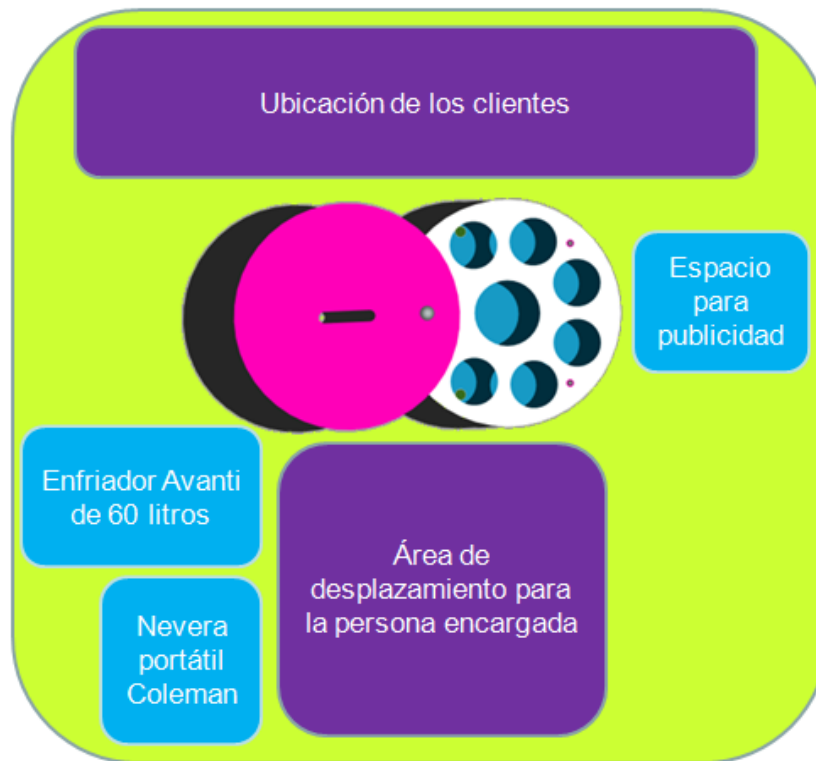 Ubicación de los clientes
Espacio
para
publicidad
Enfriador Avanti
de 60 litros
Área de
desplazamiento para
la persona encargada
Nevera
portátil
Coleman